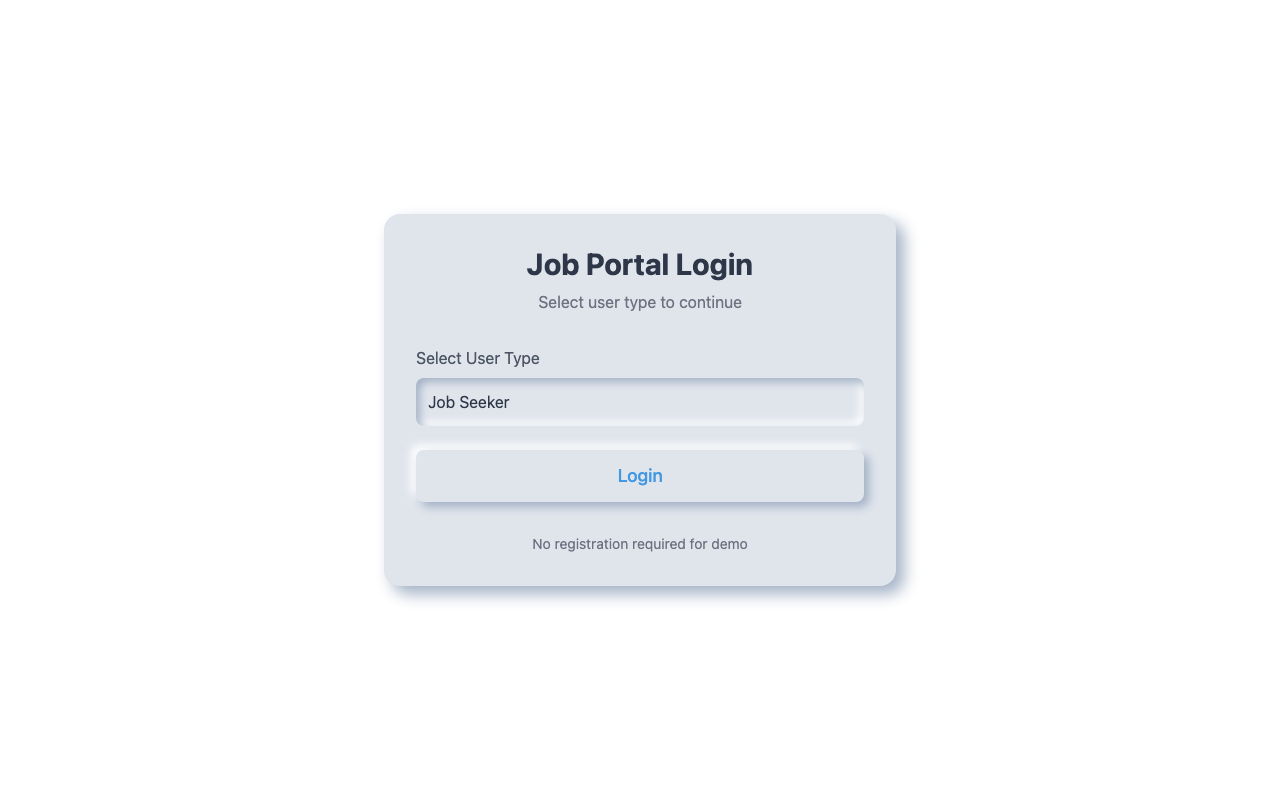 Job Portal Login
Select user type to continue
Select User Type
Job Seeker
Login
No registration required for demo